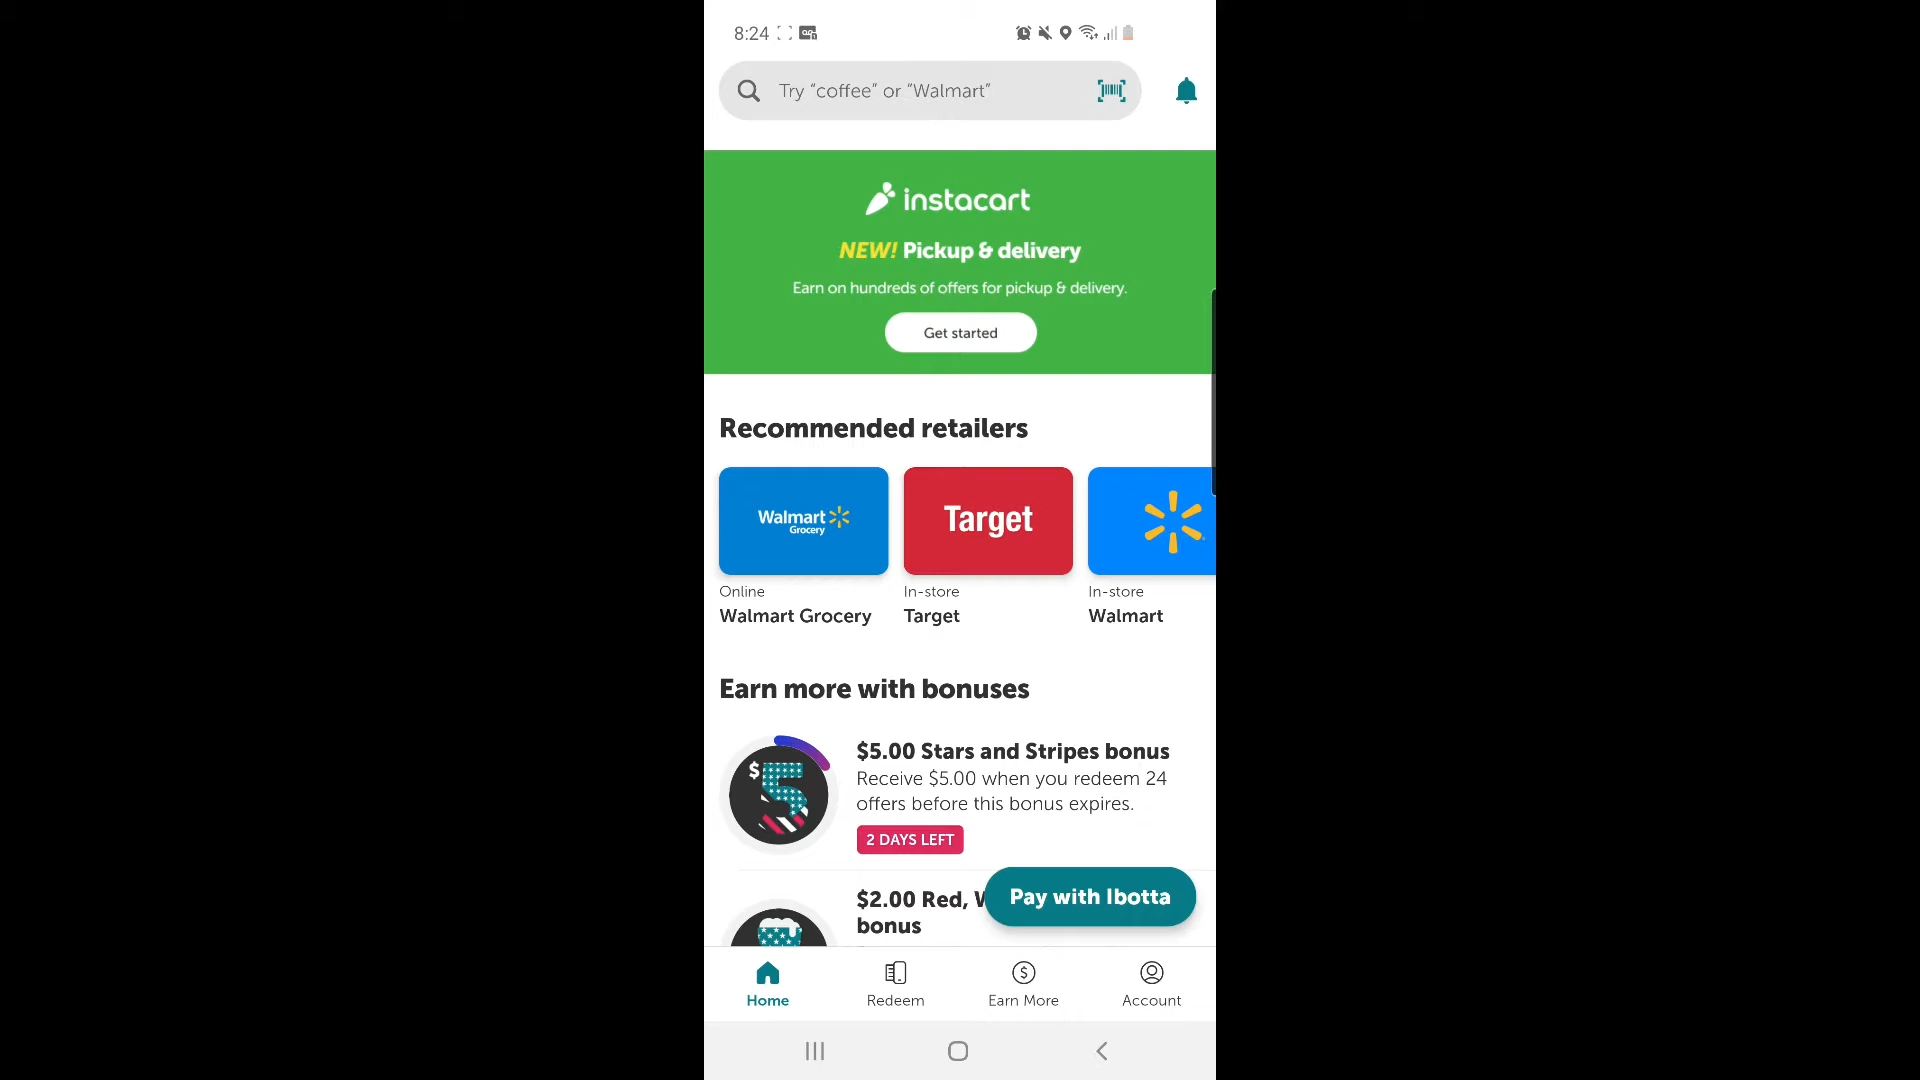 8:24
Try “coffee” or “Walmart”
instacart
NEW! Pickup & delivery
Earn on hundreds of offers for pickup & delivery.
Get started
Recommended retailers
Walmart
Grocery
Target
Online
In-store
In-store
Walmart Grocery
Target
Walmart
Earn more with bonuses
$5
$5.00 Stars and Stripes bonus
Receive $5.00 when you redeem 24
offers before this bonus expires.
2 DAYS LEFT
$2.00 Red,
bonus
Pay with Ibotta
Home
Redeem
Earn More
Account